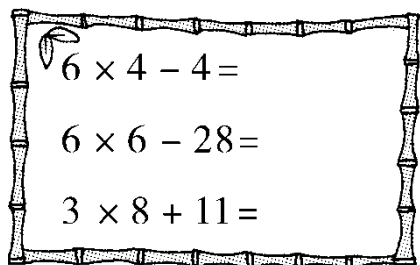 6 × 4 − 4 =
6 × 6 − 28 =
3 × 8 + 11 =